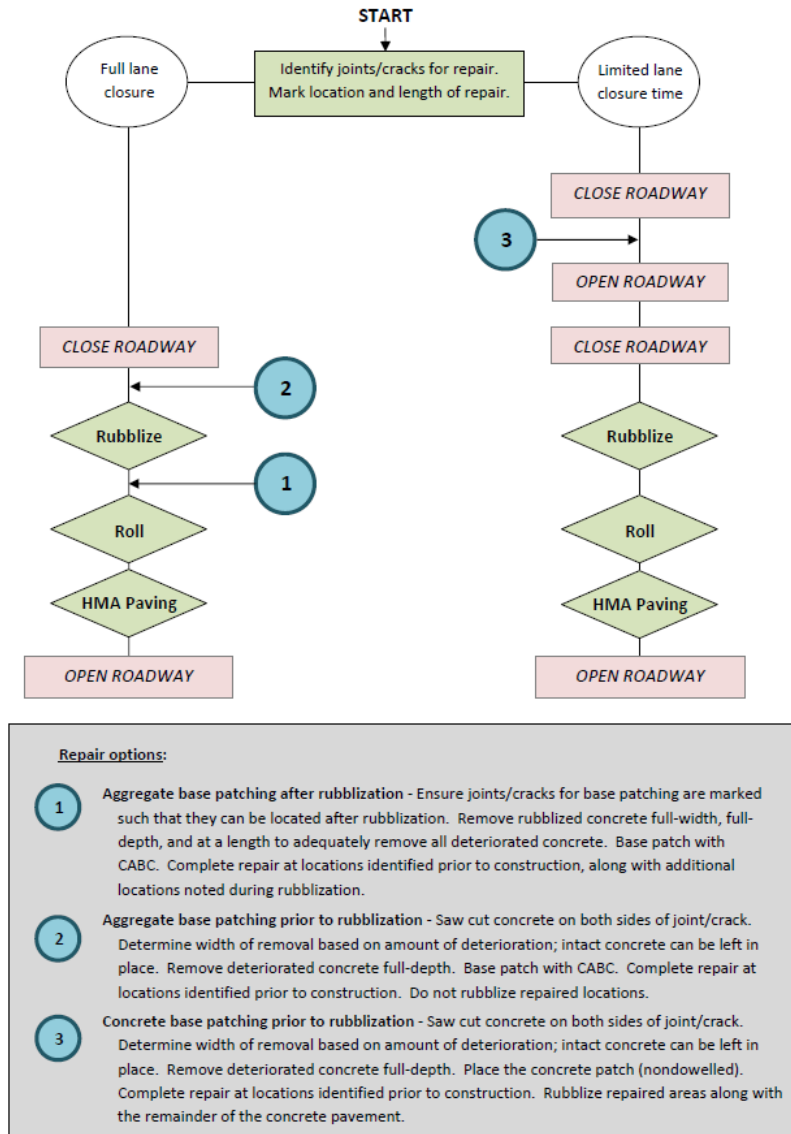 START
Full lane
closure
Identify joints/cracks for repair.
Mark location and length of repair.
Limited lane
closure time
CLOSE ROADWAY
3
OPEN ROADWAY
CLOSE ROADWAY
CLOSE ROADWAY
2
Rubblize
Rubblize
1
Roll
Roll
HMA Paving
HMA Paving
OPEN ROADWAY
OPEN ROADWAY
Repair options:
1
Aggregate base patching after rubblization - Ensure joints/cracks for base patching are marked
such that they can be located after rubblization. Remove rubblized concrete full-width, full-
depth, and at a length to adequately remove all deteriorated concrete. Base patch with
CABC. Complete repair at locations identified prior to construction, along with additional
locations noted during rubblization.
2
Aggregate base patching prior to rubblization - Saw cut concrete on both sides of joint/crack.
Determine width of removal based on amount of deterioration; intact concrete can be left in
place. Remove deteriorated concrete full-depth. Base patch with CABC. Complete repair at
locations identified prior to construction. Do not rubblize repaired locations.
3
Concrete base patching prior to rubblization - Saw cut concrete on both sides of joint/crack.
Determine width of removal based on amount of deterioration; intact concrete can be left in
place. Remove deteriorated concrete full-depth. Place the concrete patch (nondowelled).
Complete repair at locations identified prior to construction. Rubblize repaired areas along with
the remainder of the concrete pavement.